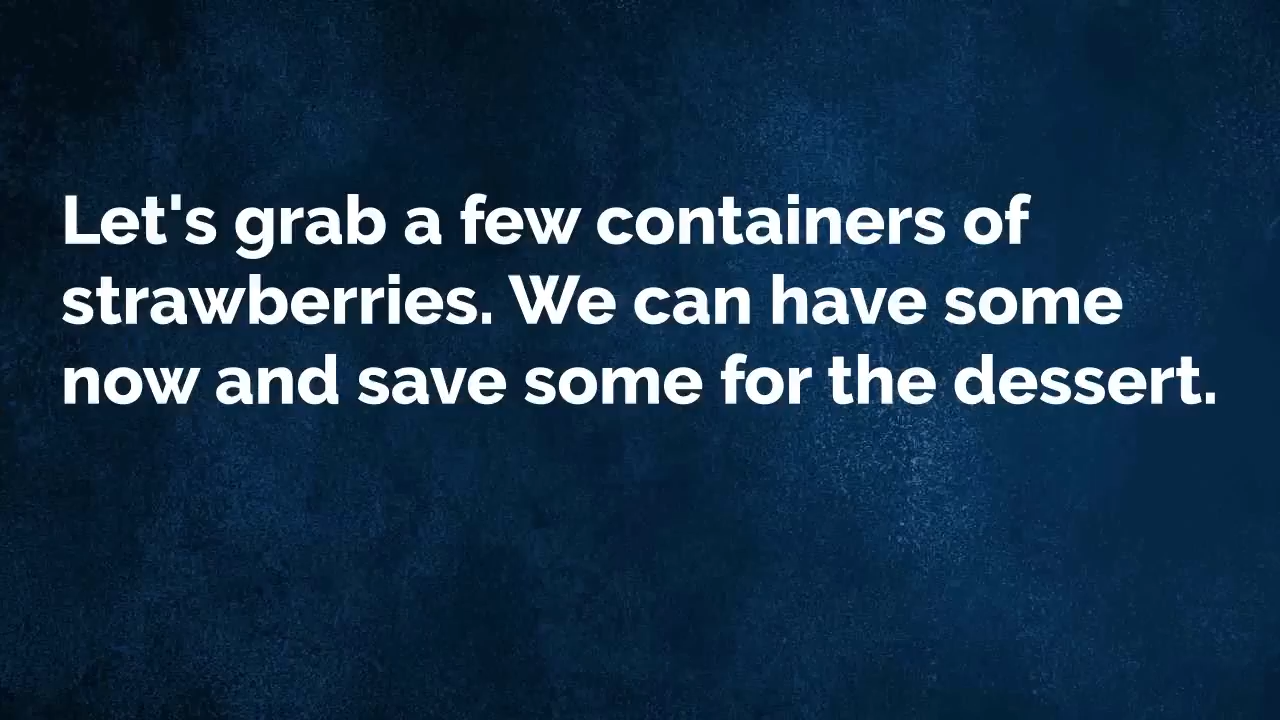 Let's grab a few containers of
strawberries. We can have some
now and save some for the dessert.